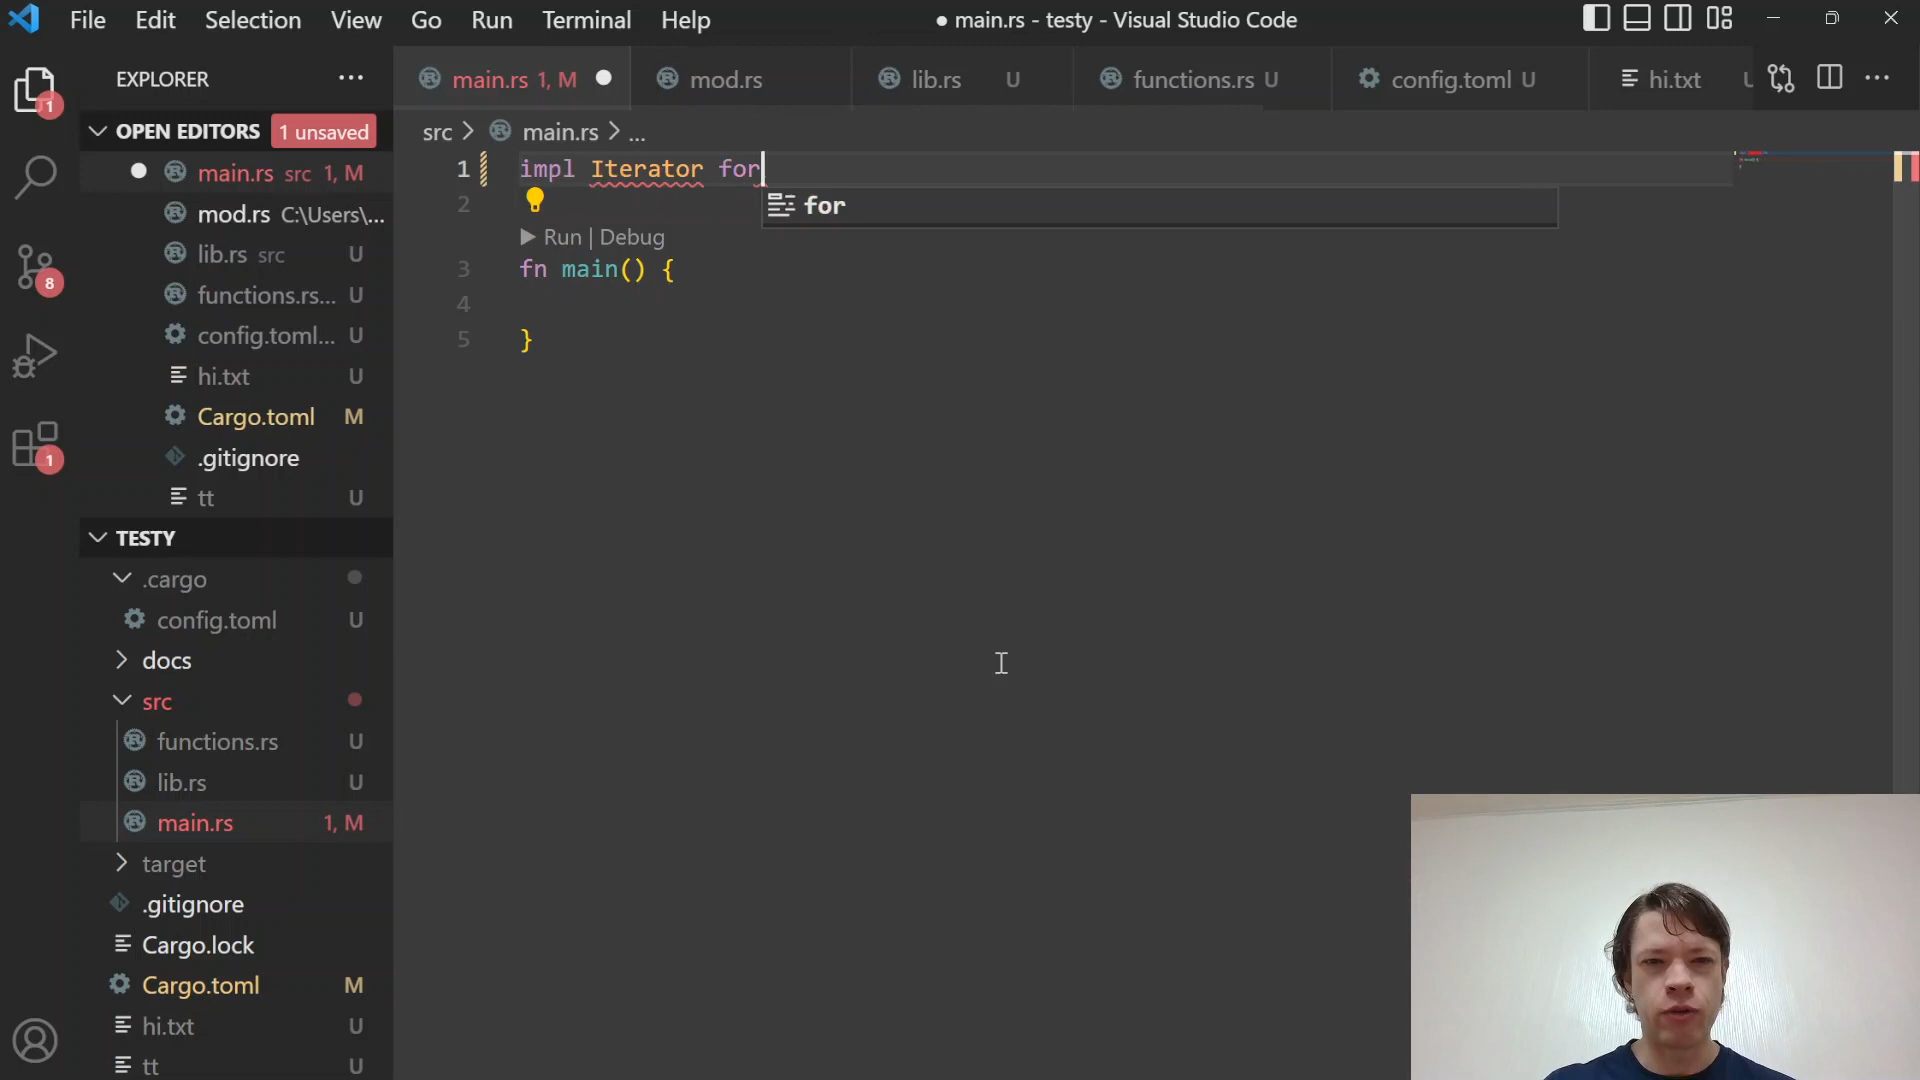 File Edit Selection View Go Run Terminal Help
● main.rs - testy - Visual Studio Code
EXPLORER
OPEN EDITORS 1 unsaved
main.rs src 1, M
mod.rs C:\Users\...
lib.rs src U
functions.rs... U
config.toml... U
hi.txt U
Cargo.toml M
.gitignore
tt U
TESTY
.cargo
config.toml U
docs
src
functions.rs U
lib.rs U
main.rs 1, M
target
.gitignore
Cargo.lock
Cargo.toml M
hi.txt U
tt U
1
8
1
main.rs 1, M
mod.rs
lib.rs U
functions.rs U
config.toml U
hi.txt U
src > main.rs > ...
1 impl Iterator for
for
2
Run | Debug
3 fn main() {
4
5 }